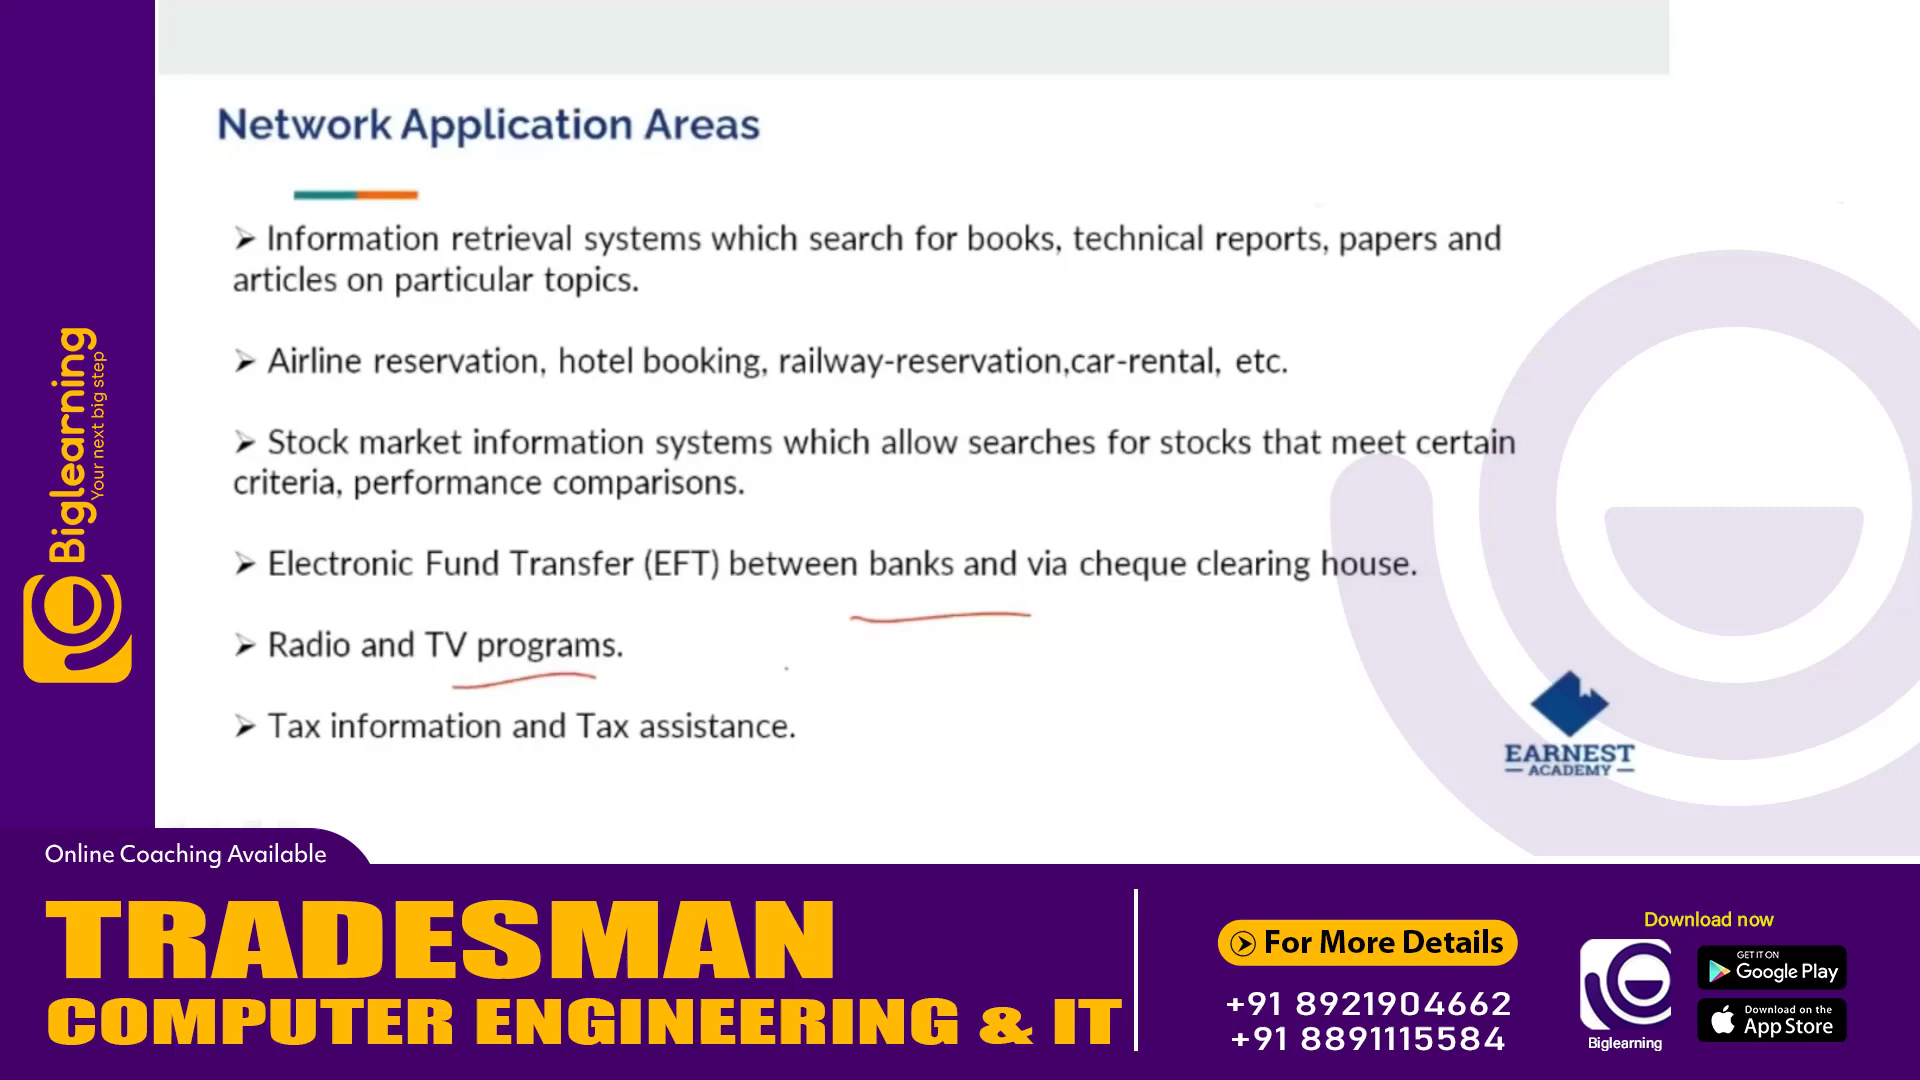 Network Application Areas
➢ Information retrieval systems which search for books, technical reports, papers and
articles on particular topics.
➢ Airline reservation, hotel booking, railway-reservation,car-rental, etc.
➢ Stock market information systems which allow searches for stocks that meet certain
criteria, performance comparisons.
➢ Electronic Fund Transfer (EFT) between banks and via cheque clearing house.
➢ Radio and TV programs.
➢ Tax information and Tax assistance.
EARNEST
ACADEMY
Biglearning
Your next big step
Online Coaching Available
TRADESMAN
COMPUTER ENGINEERING & IT
For More Details
+91 8921904662
+91 8891115584
Download now
Biglearning
GET IT ON
Google Play
Download on the
App Store